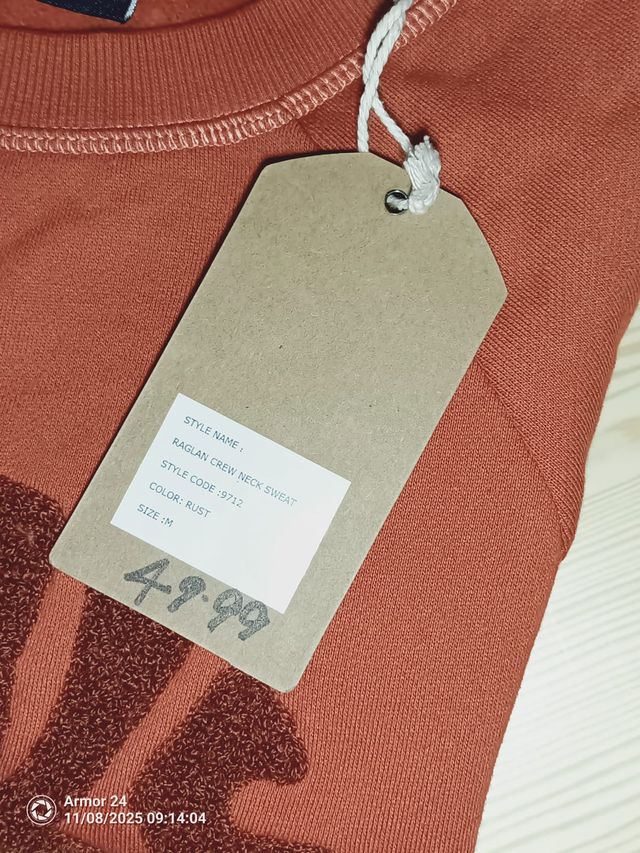 STYLE NAME :
RAGLAN CREW NECK SWEAT
STYLE CODE :9712
COLOR: RUST
SIZE :M
49.99
Armor 24
11/08/2025 09:14:04